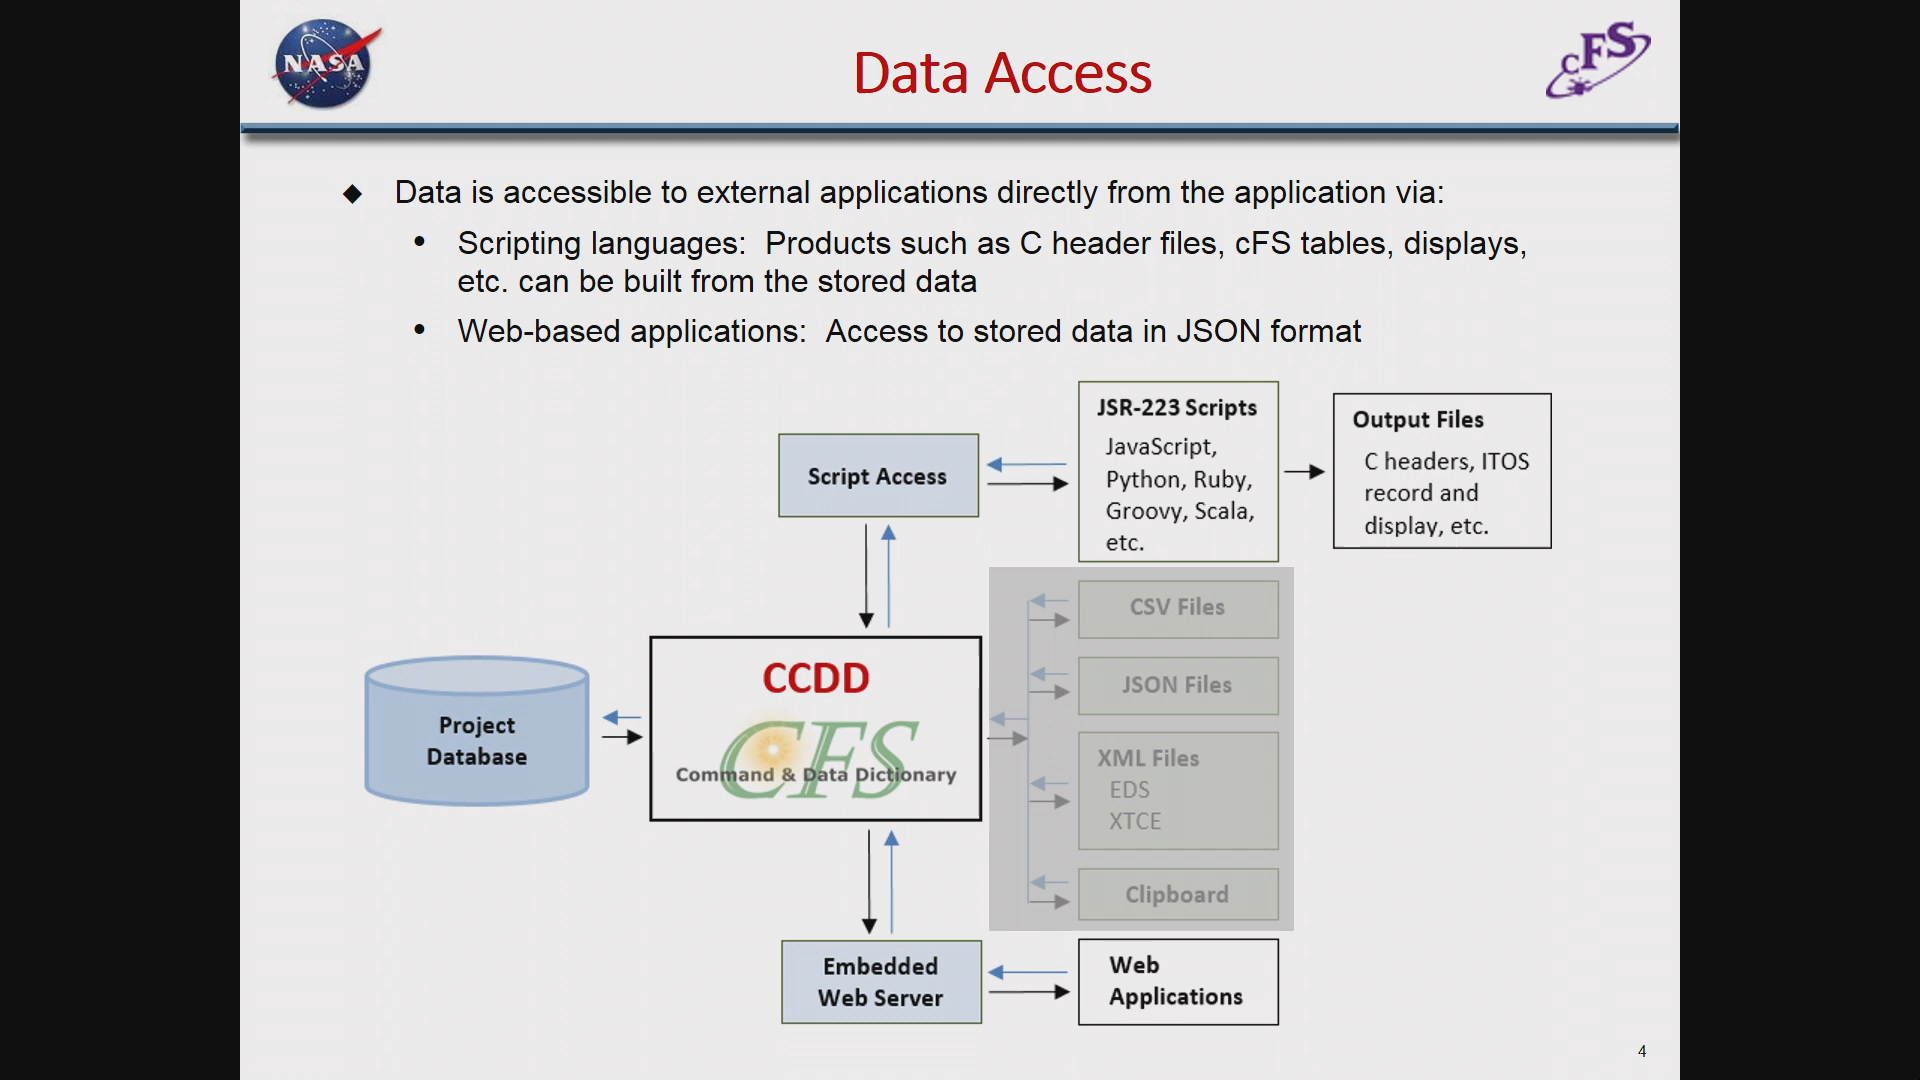 NASA
Data Access
cFS
◆ Data is accessible to external applications directly from the application via:
• Scripting languages:  Products such as C header files, cFS tables, displays,
etc. can be built from the stored data
• Web-based applications:  Access to stored data in JSON format
JSR-223 Scripts
JavaScript,
Python, Ruby,
Groovy, Scala,
etc.
Output Files
C headers, ITOS
record and
display, etc.
Script Access
CSV Files
JSON Files
XML Files
EDS
XTCE
Clipboard
Project
Database
CCDD
CFS
Command & Data Dictionary
Embedded
Web Server
Web
Applications
4